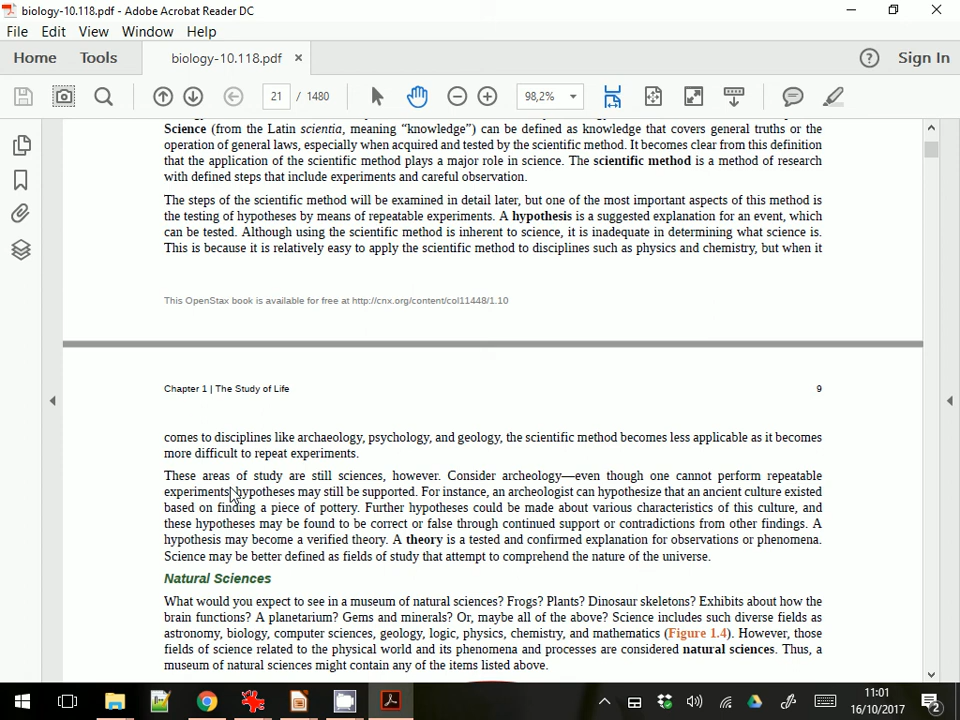 biology-10.118.pdf - Adobe Acrobat Reader DC
File Edit View Window Help
Home Tools biology-10.118.pdf × ? Sign In
21 / 1480 98,2%
Science (from the Latin scientia, meaning “knowledge”) can be defined as knowledge that covers general truths or the
operation of general laws, especially when acquired and tested by the scientific method. It becomes clear from this definition
that the application of the scientific method plays a major role in science. The scientific method is a method of research
with defined steps that include experiments and careful observation.
The steps of the scientific method will be examined in detail later, but one of the most important aspects of this method is
the testing of hypotheses by means of repeatable experiments. A hypothesis is a suggested explanation for an event, which
can be tested. Although using the scientific method is inherent to science, it is inadequate in determining what science is.
This is because it is relatively easy to apply the scientific method to disciplines such as physics and chemistry, but when it
This OpenStax book is available for free at http://cnx.org/content/col11448/1.10
Chapter 1 | The Study of Life 9
comes to disciplines like archaeology, psychology, and geology, the scientific method becomes less applicable as it becomes
more difficult to repeat experiments.
These areas of study are still sciences, however. Consider archeology—even though one cannot perform repeatable
experiments, hypotheses may still be supported. For instance, an archeologist can hypothesize that an ancient culture existed
based on finding a piece of pottery. Further hypotheses could be made about various characteristics of this culture, and
these hypotheses may be found to be correct or false through continued support or contradictions from other findings. A
hypothesis may become a verified theory. A theory is a tested and confirmed explanation for observations or phenomena.
Science may be better defined as fields of study that attempt to comprehend the nature of the universe.
Natural Sciences
What would you expect to see in a museum of natural sciences? Frogs? Plants? Dinosaur skeletons? Exhibits about how the
brain functions? A planetarium? Gems and minerals? Or, maybe all of the above? Science includes such diverse fields as
astronomy, biology, computer sciences, geology, logic, physics, chemistry, and mathematics (Figure 1.4). However, those
fields of science related to the physical world and its phenomena and processes are considered natural sciences. Thus, a
museum of natural sciences might contain any of the items listed above.
11:01
16/10/2017
2